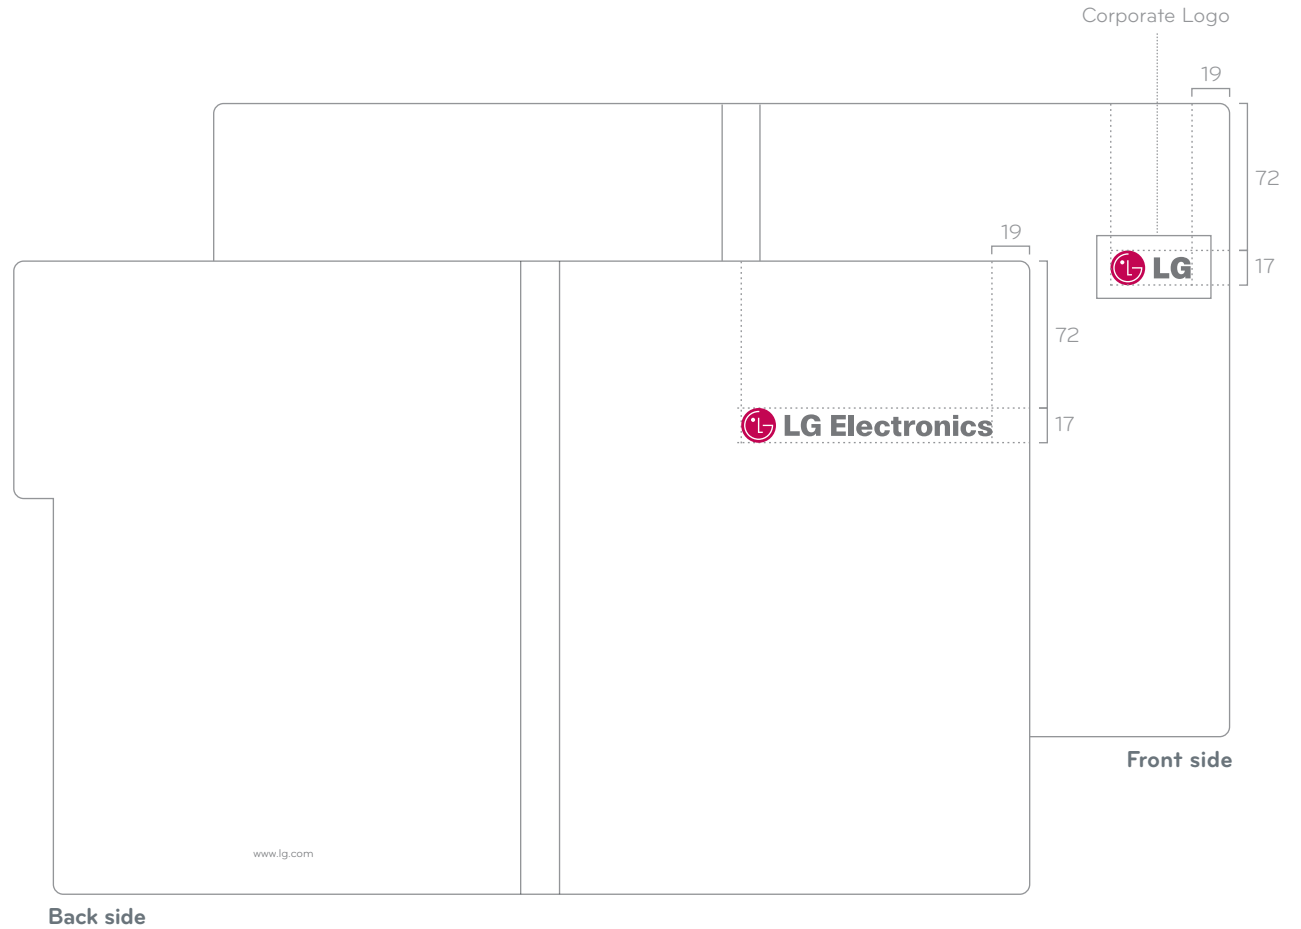 Corporate Logo
19
72
LG
17
19
72
LG Electronics
17
Front side
www.lg.com
Back side